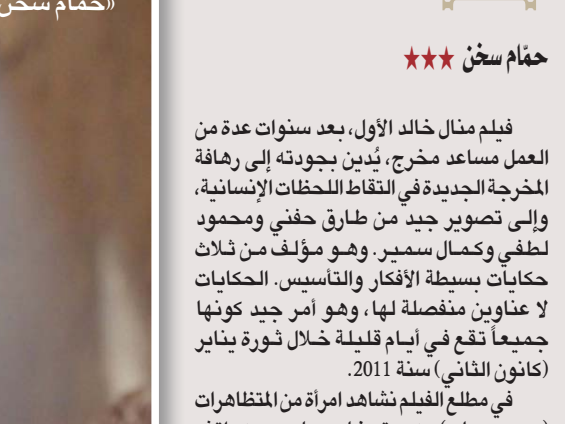 «حمام سخن
حمّام سخن ★★★
فيلم منال خالد الأول، بعد سنوات عدة من
العمل مساعد مخرج، يُدين بجودته إلى رهافة
المخرجة الجديدة في التقاط اللحظات الإنسانية،
وإلى تصوير جيد من طارق حفني ومحمود
لطفي وكمال سمير. وهو مؤلف من ثلاث
حكايات بسيطة الأفكار والتأسيس. الحكايات
لا عناوين منفصلة لها، وهو أمر جيد كونها
جميعاً تقع في أيام قليلة خلال ثورة يناير
(كانون الثاني) سنة 2011.
في مطلع الفيلم نشاهد امرأة من المتظاهرات